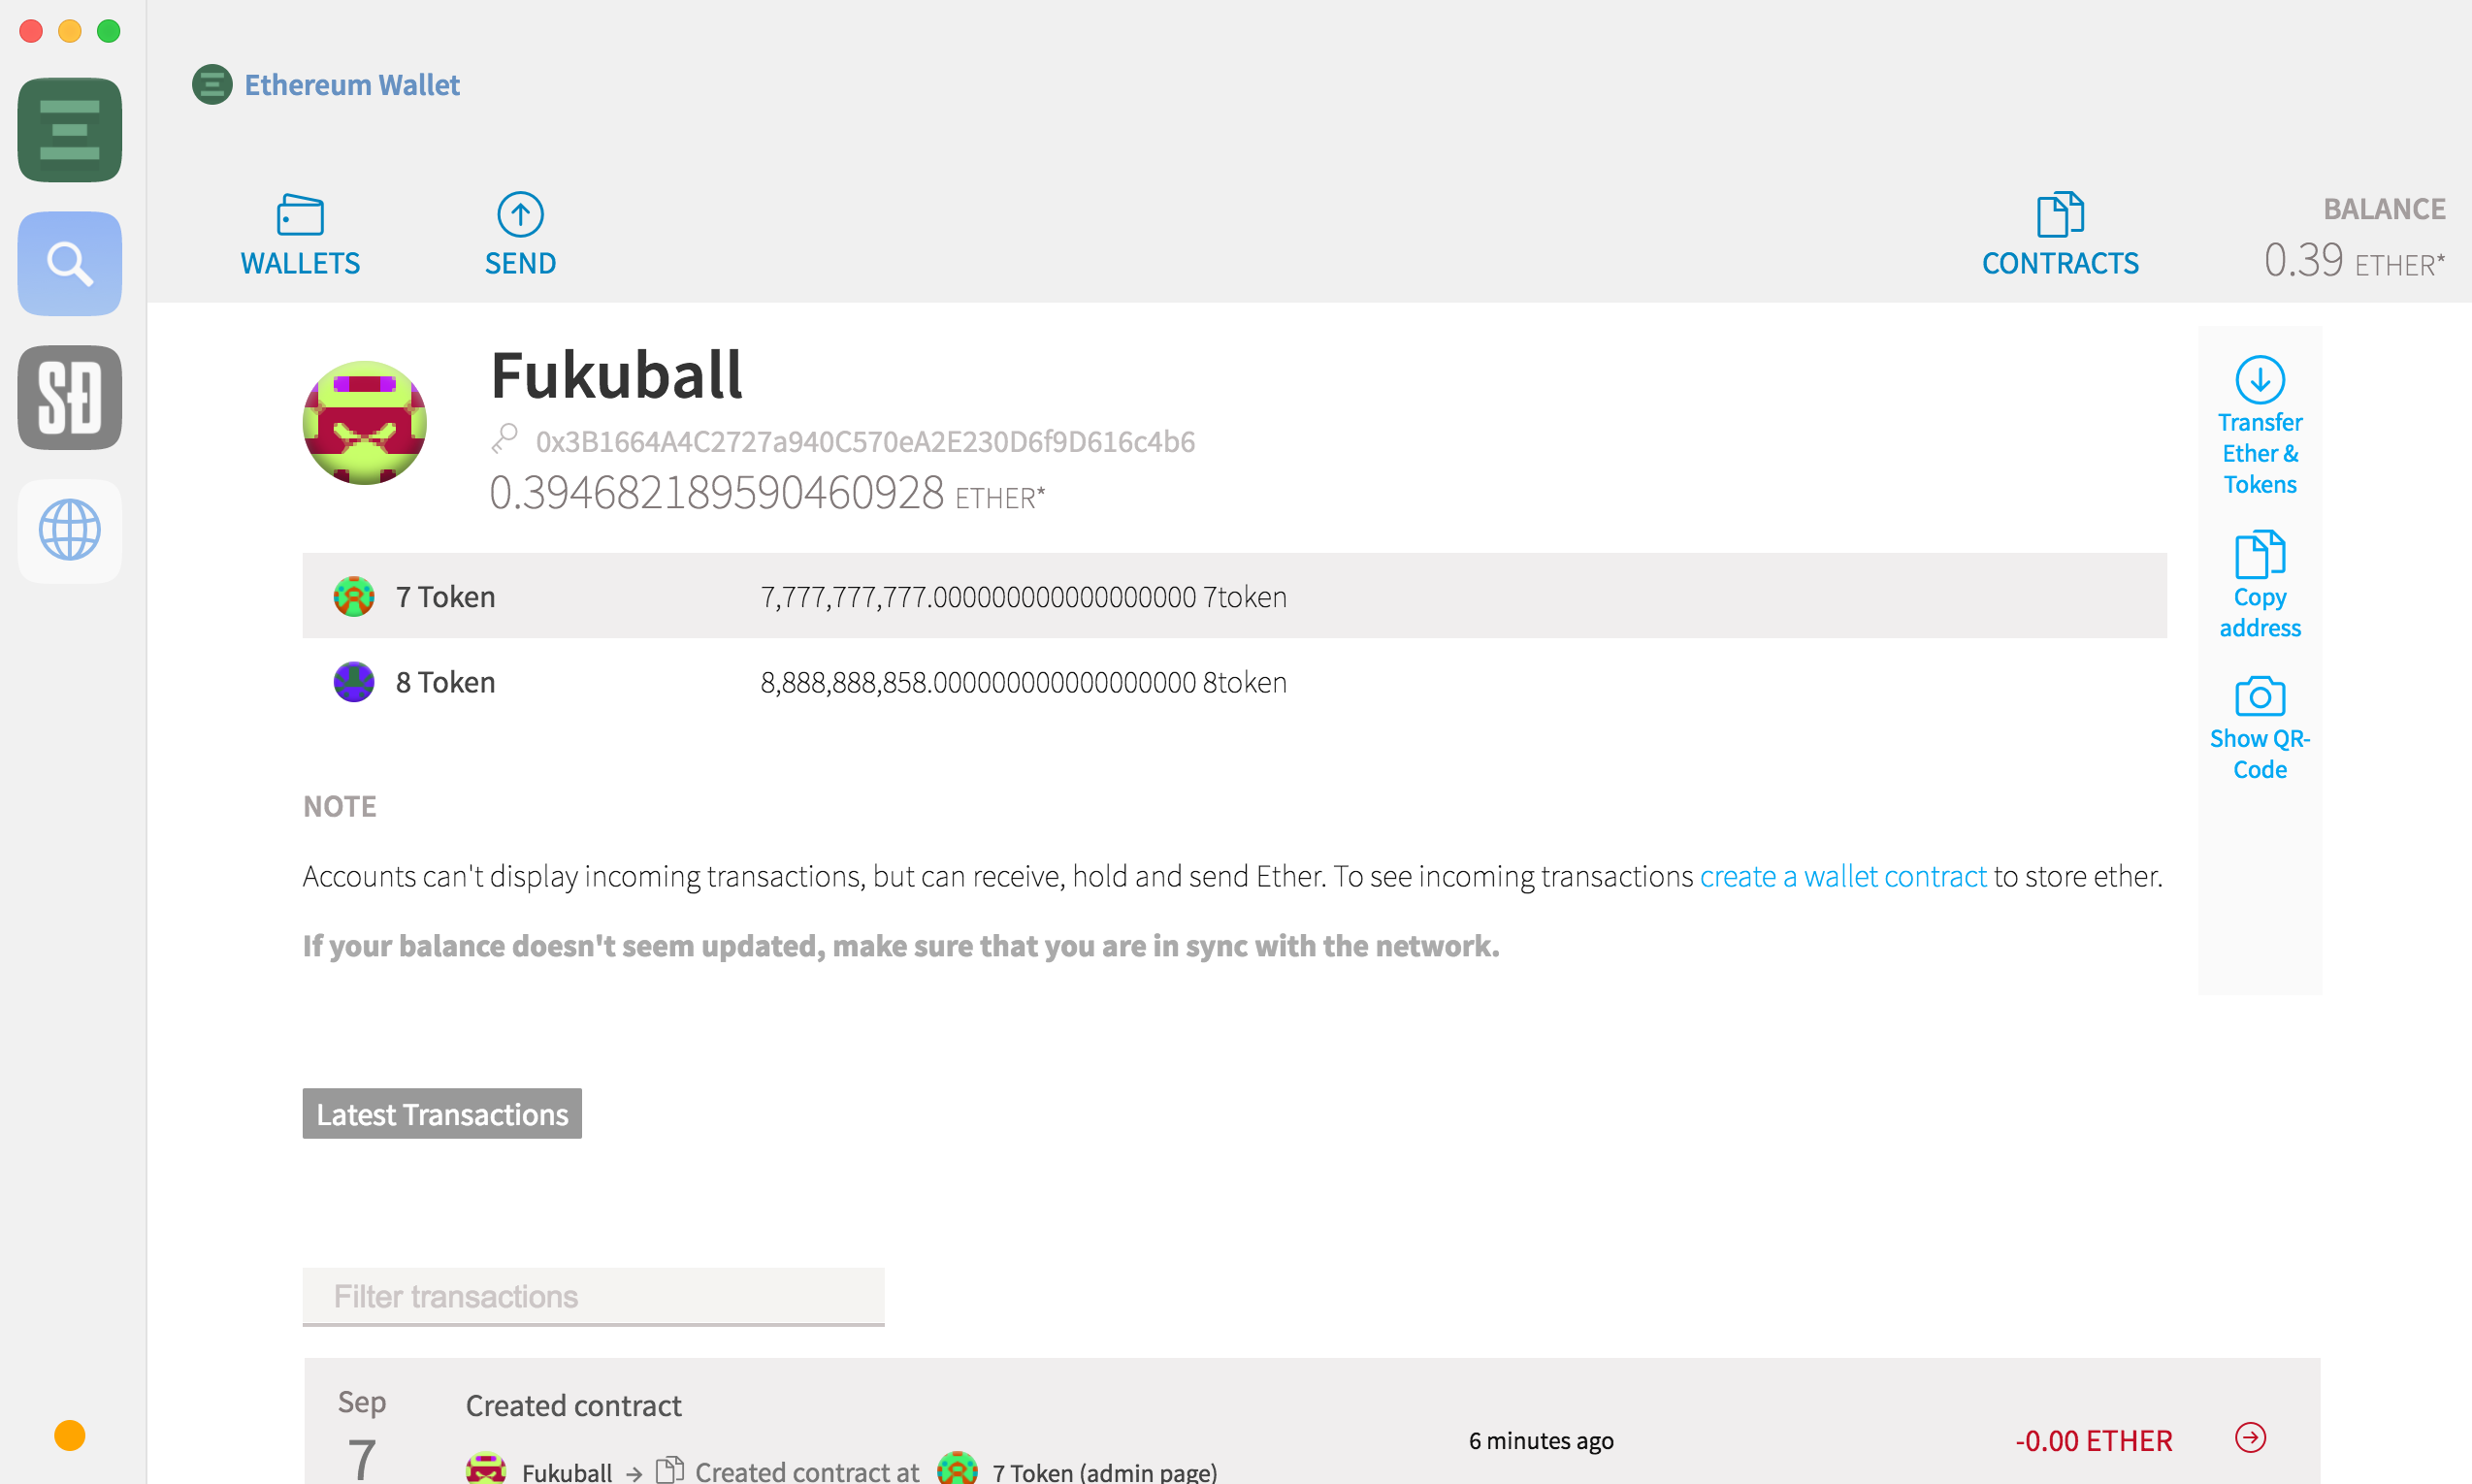 Ethereum Wallet
WALLETS
SEND
CONTRACTS
BALANCE
0.39 ETHER*
Fukuball
0x3B1664A4C2727a940C570eA2E230D6f9D616c4b6
0.394682189590460928 ETHER*
7 Token 7,777,777,777.000000000000000000 7token
8 Token 8,888,888,858.000000000000000000 8token
Transfer
Ether &
Tokens
Copy
address
Show QR-
Code
NOTE
Accounts can't display incoming transactions, but can receive, hold and send Ether. To see incoming transactions create a wallet contract to store ether.
If your balance doesn't seem updated, make sure that you are in sync with the network.
Latest Transactions
Filter transactions
Sep
7
Created contract
Fukuball → Created contract at 7 Token (admin page)
6 minutes ago
-0.00 ETHER